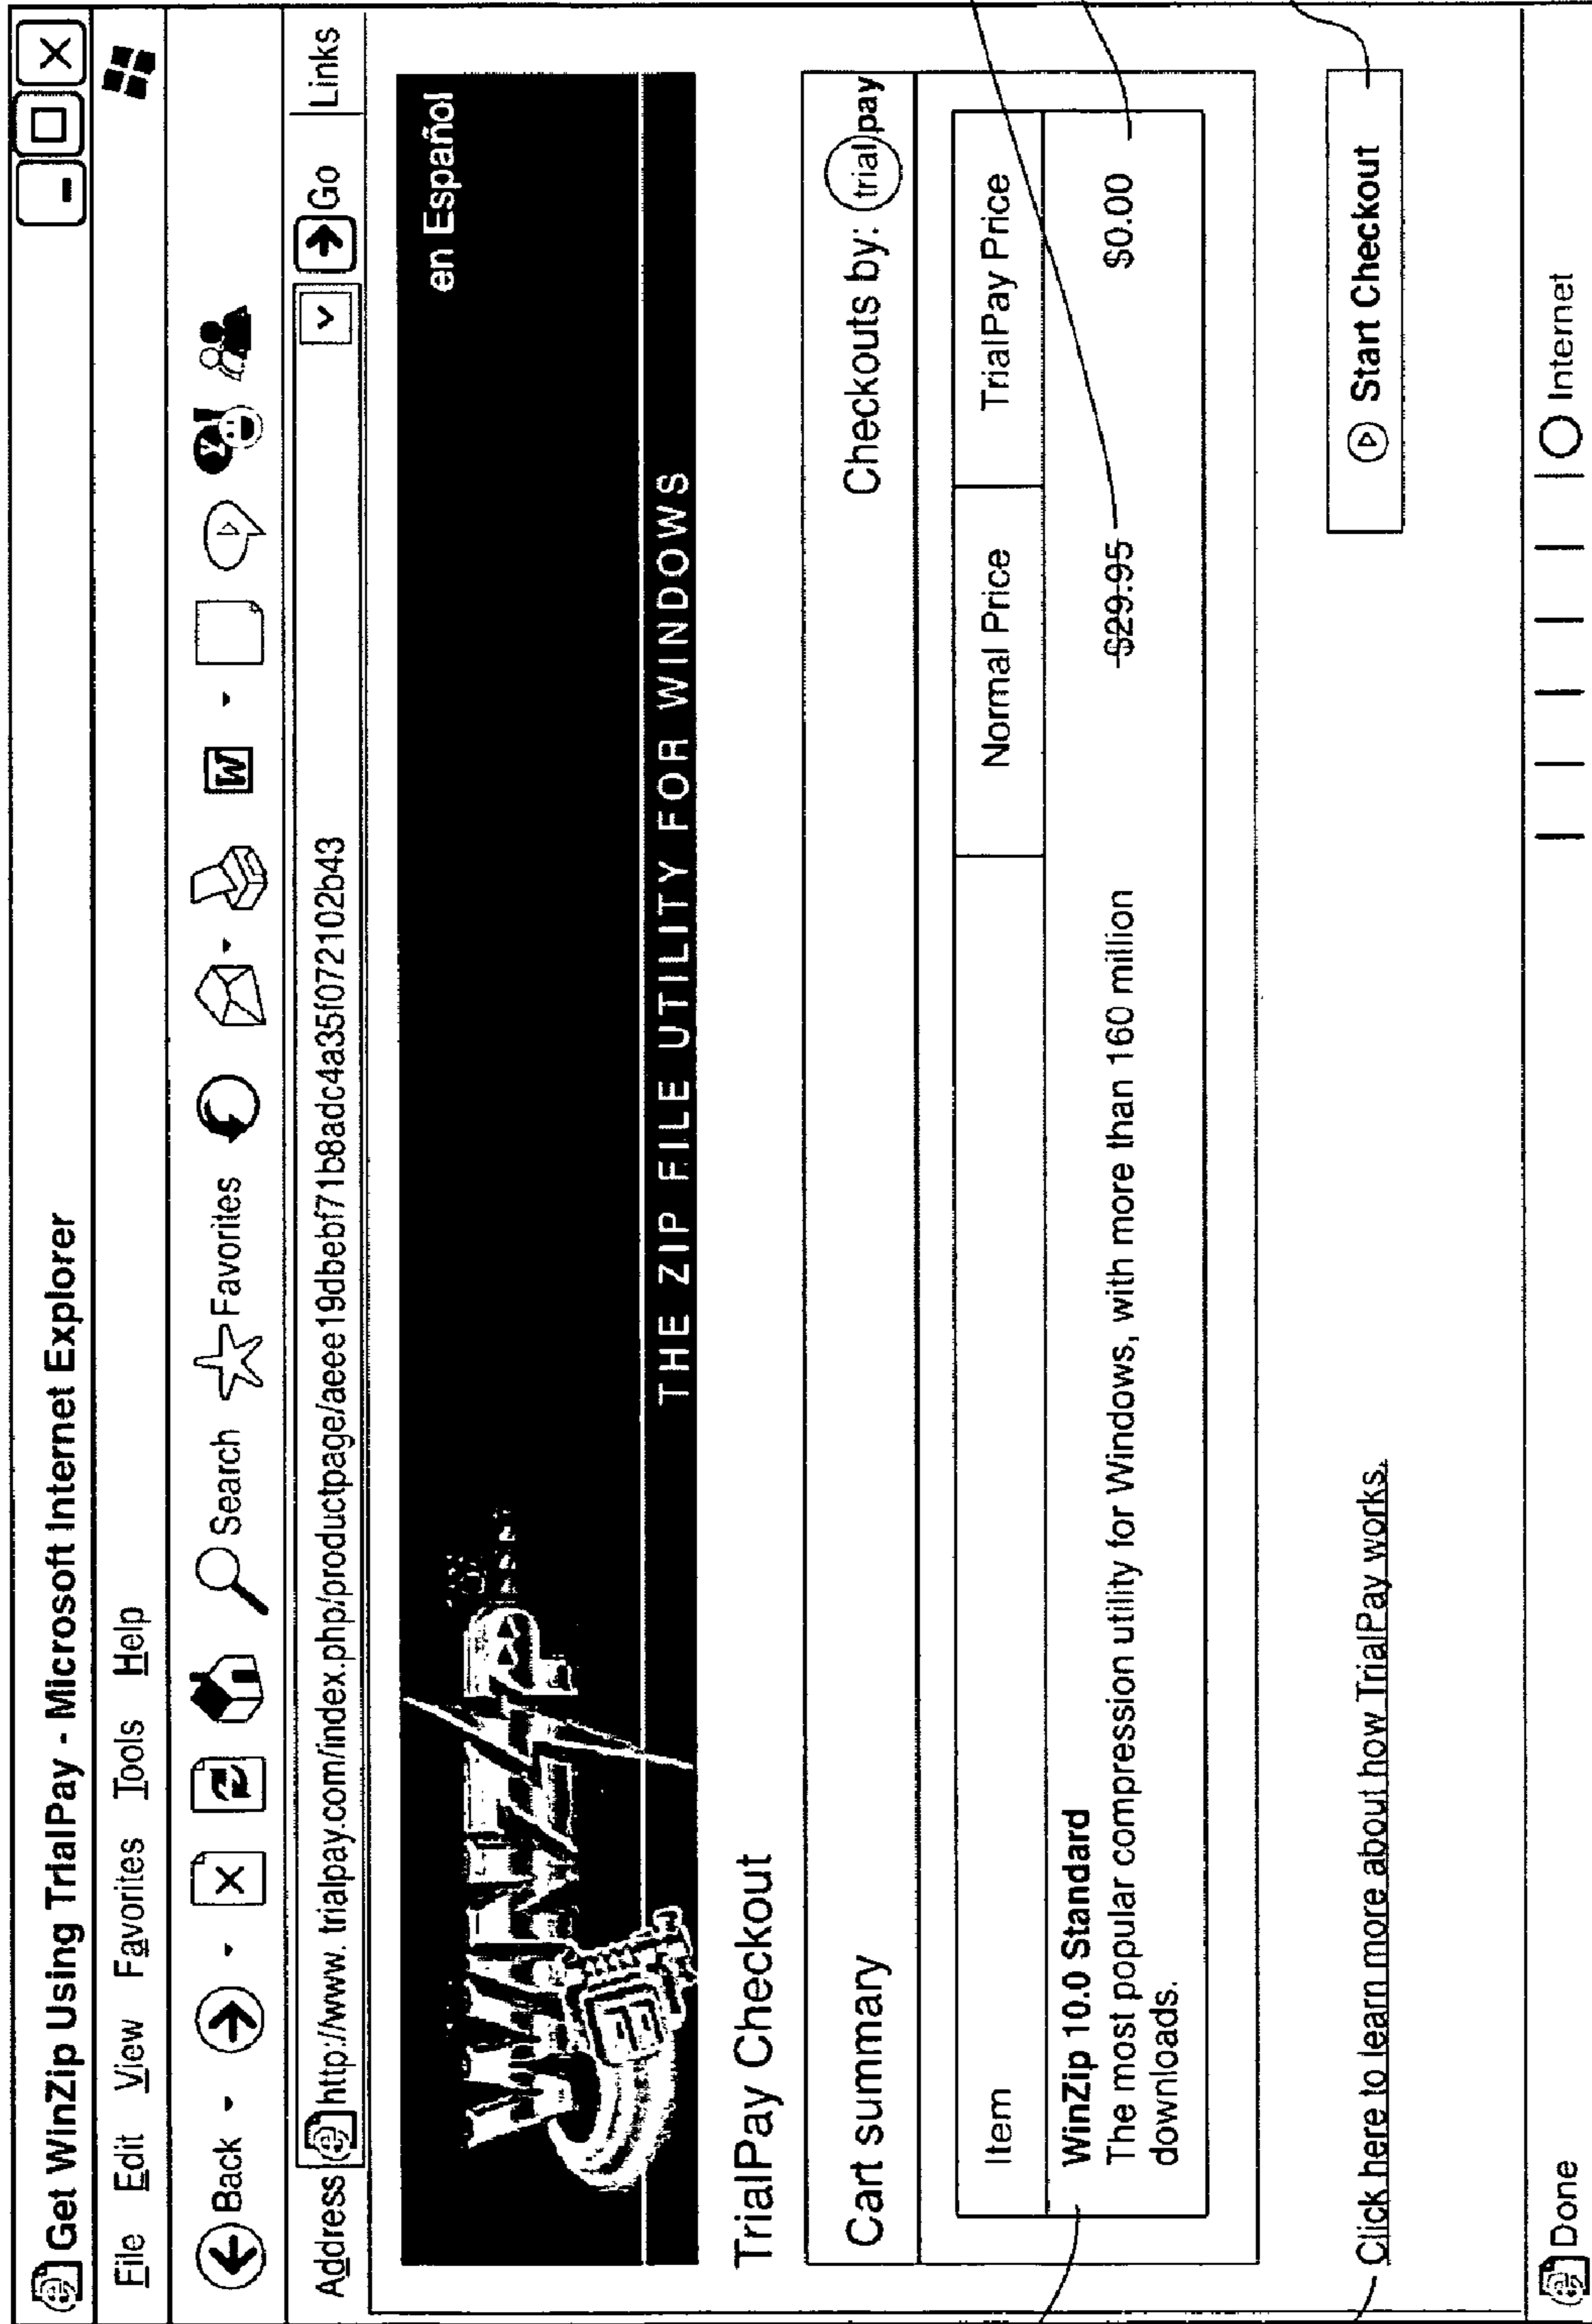 Get WinZip Using TrialPay - Microsoft Internet Explorer
File Edit View Favorites Tools Help
Back Search Favorites W
Address http://www. trialpay.com/index.php/productpage/aeee19dbebf71b8adc4a35f072102b43 Go Links
en Español
THE ZIP FILE UTILITY FOR WINDOWS
TrialPay Checkout
Cart summary Checkouts by: trialpay
Item Normal Price TrialPay Price
WinZip 10.0 Standard
The most popular compression utility for Windows, with more than 160 million $29.95 $0.00
downloads.
Click here to learn more about how TrialPay works. Start Checkout
Done Internet